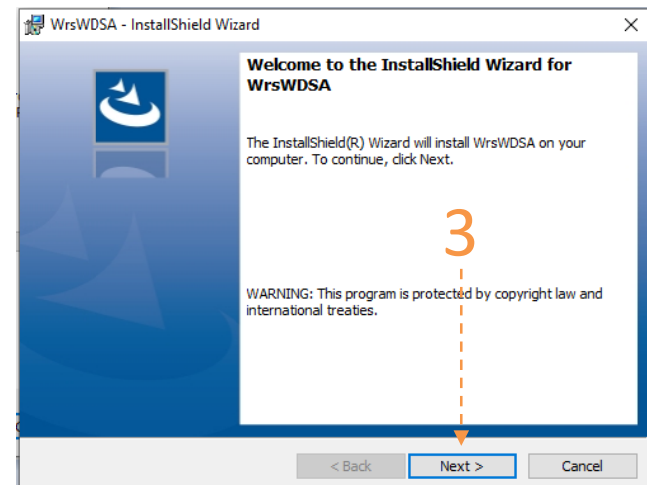 WrsWDSA - InstallShield Wizard
Welcome to the InstallShield Wizard for
WrsWDSA
The InstallShield(R) Wizard will install WrsWDSA on your
computer. To continue, click Next.
3
WARNING: This program is protected by copyright law and
international treaties.
< Back Next > Cancel